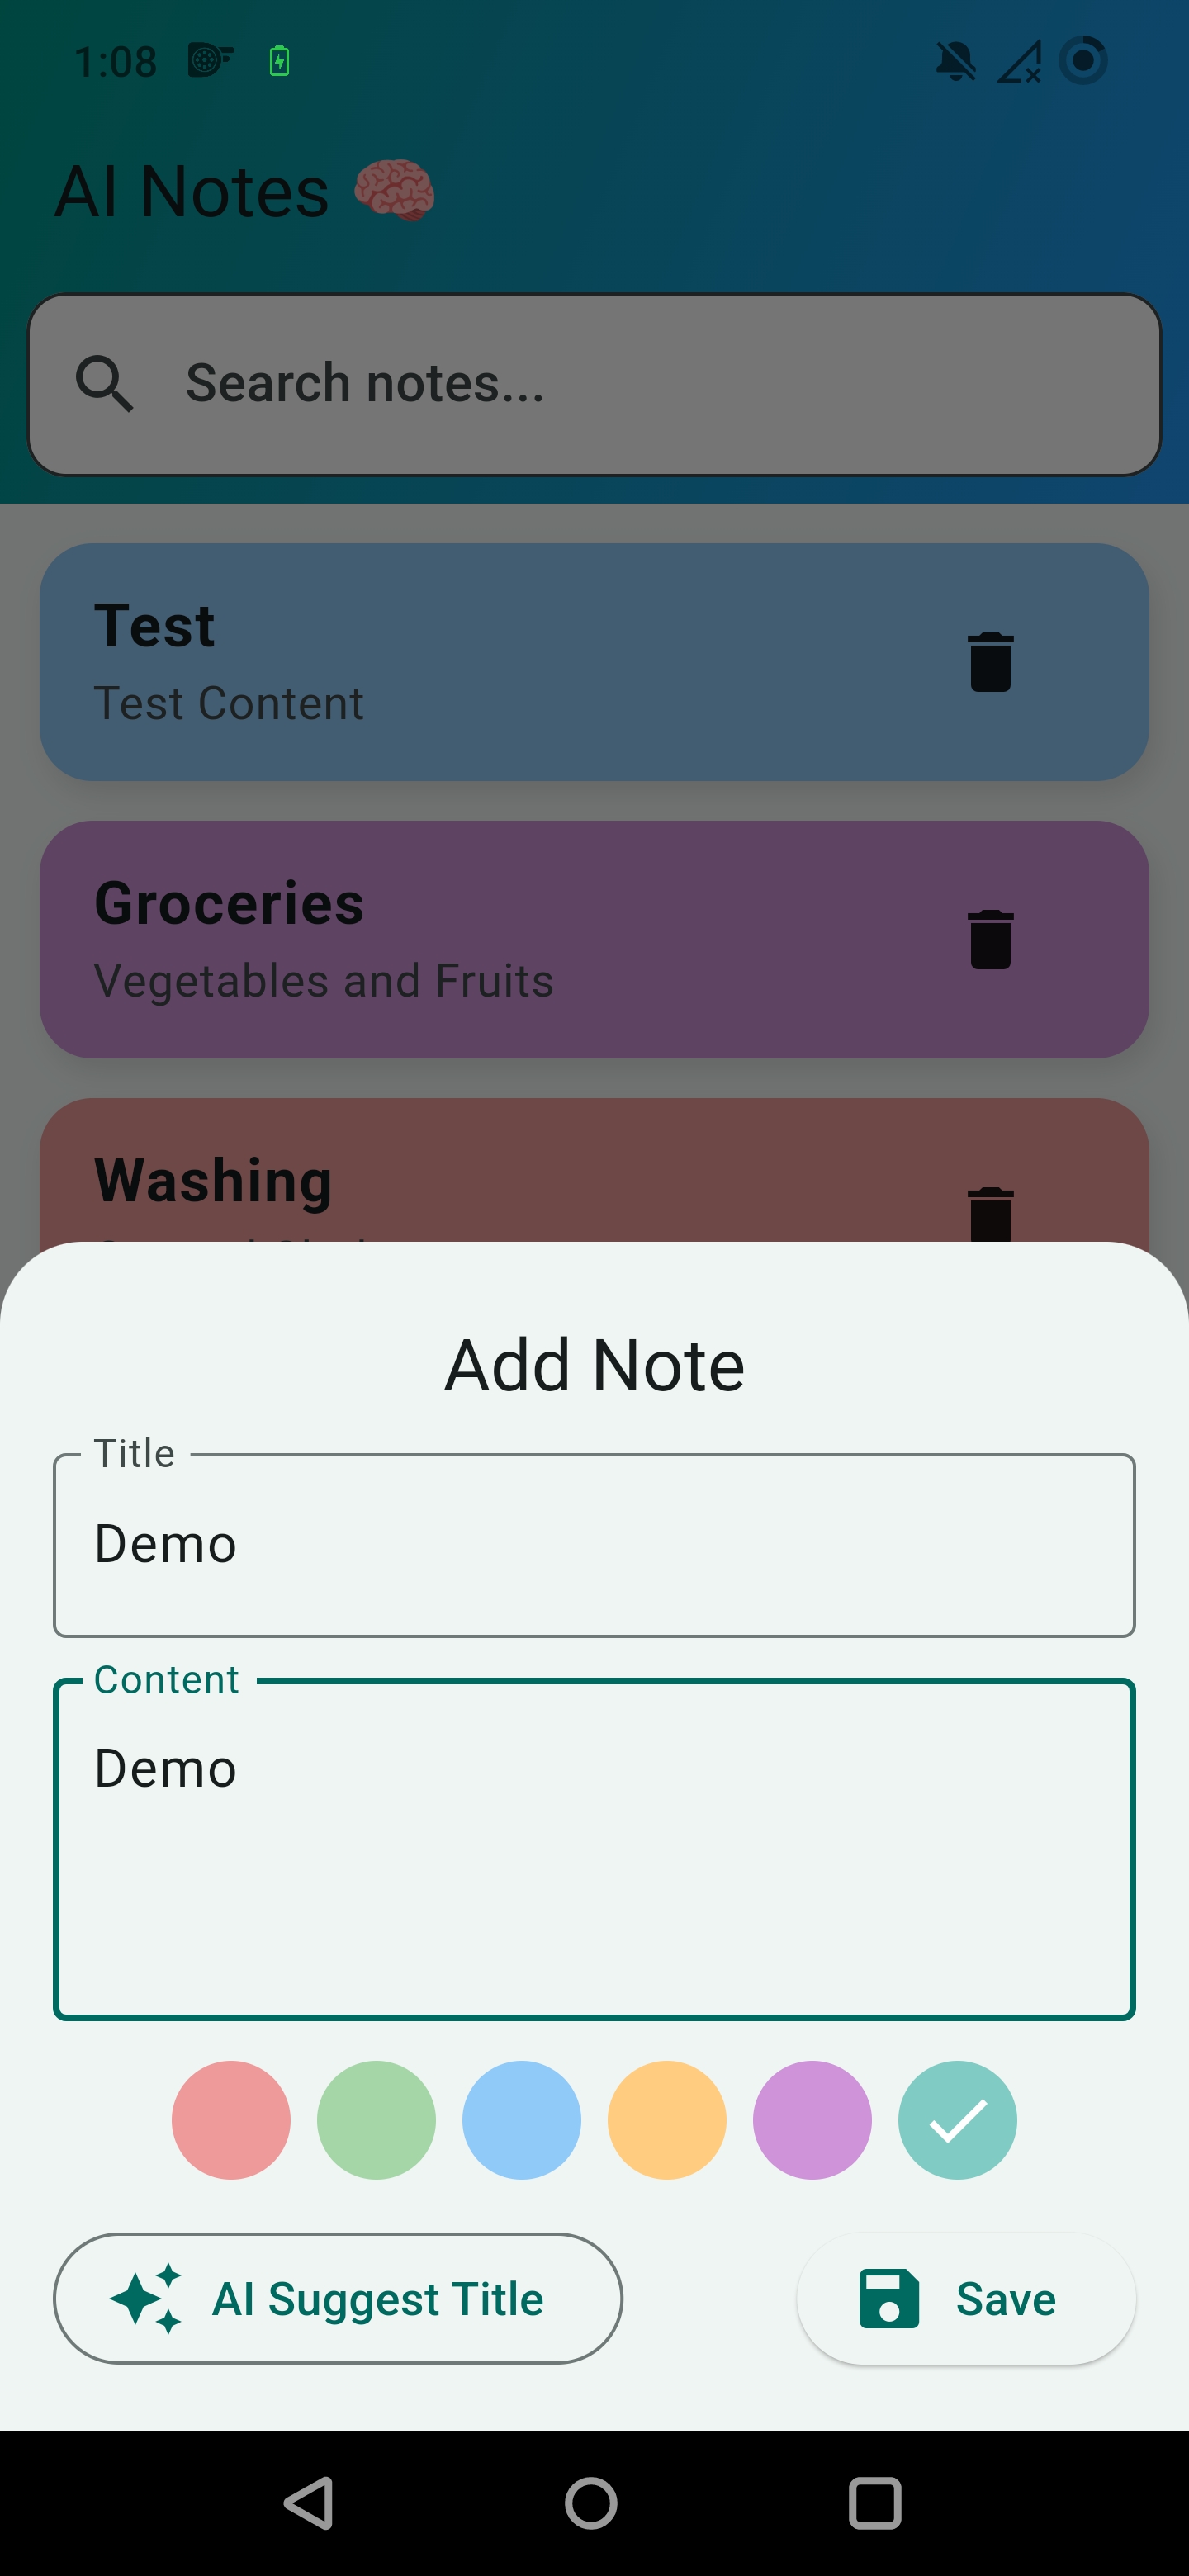 1:08
AI Notes 🧠
Search notes...
Test
Test Content
Groceries
Vegetables and Fruits
Washing
Add Note
Title
Demo
Content
Demo
AI Suggest Title
Save